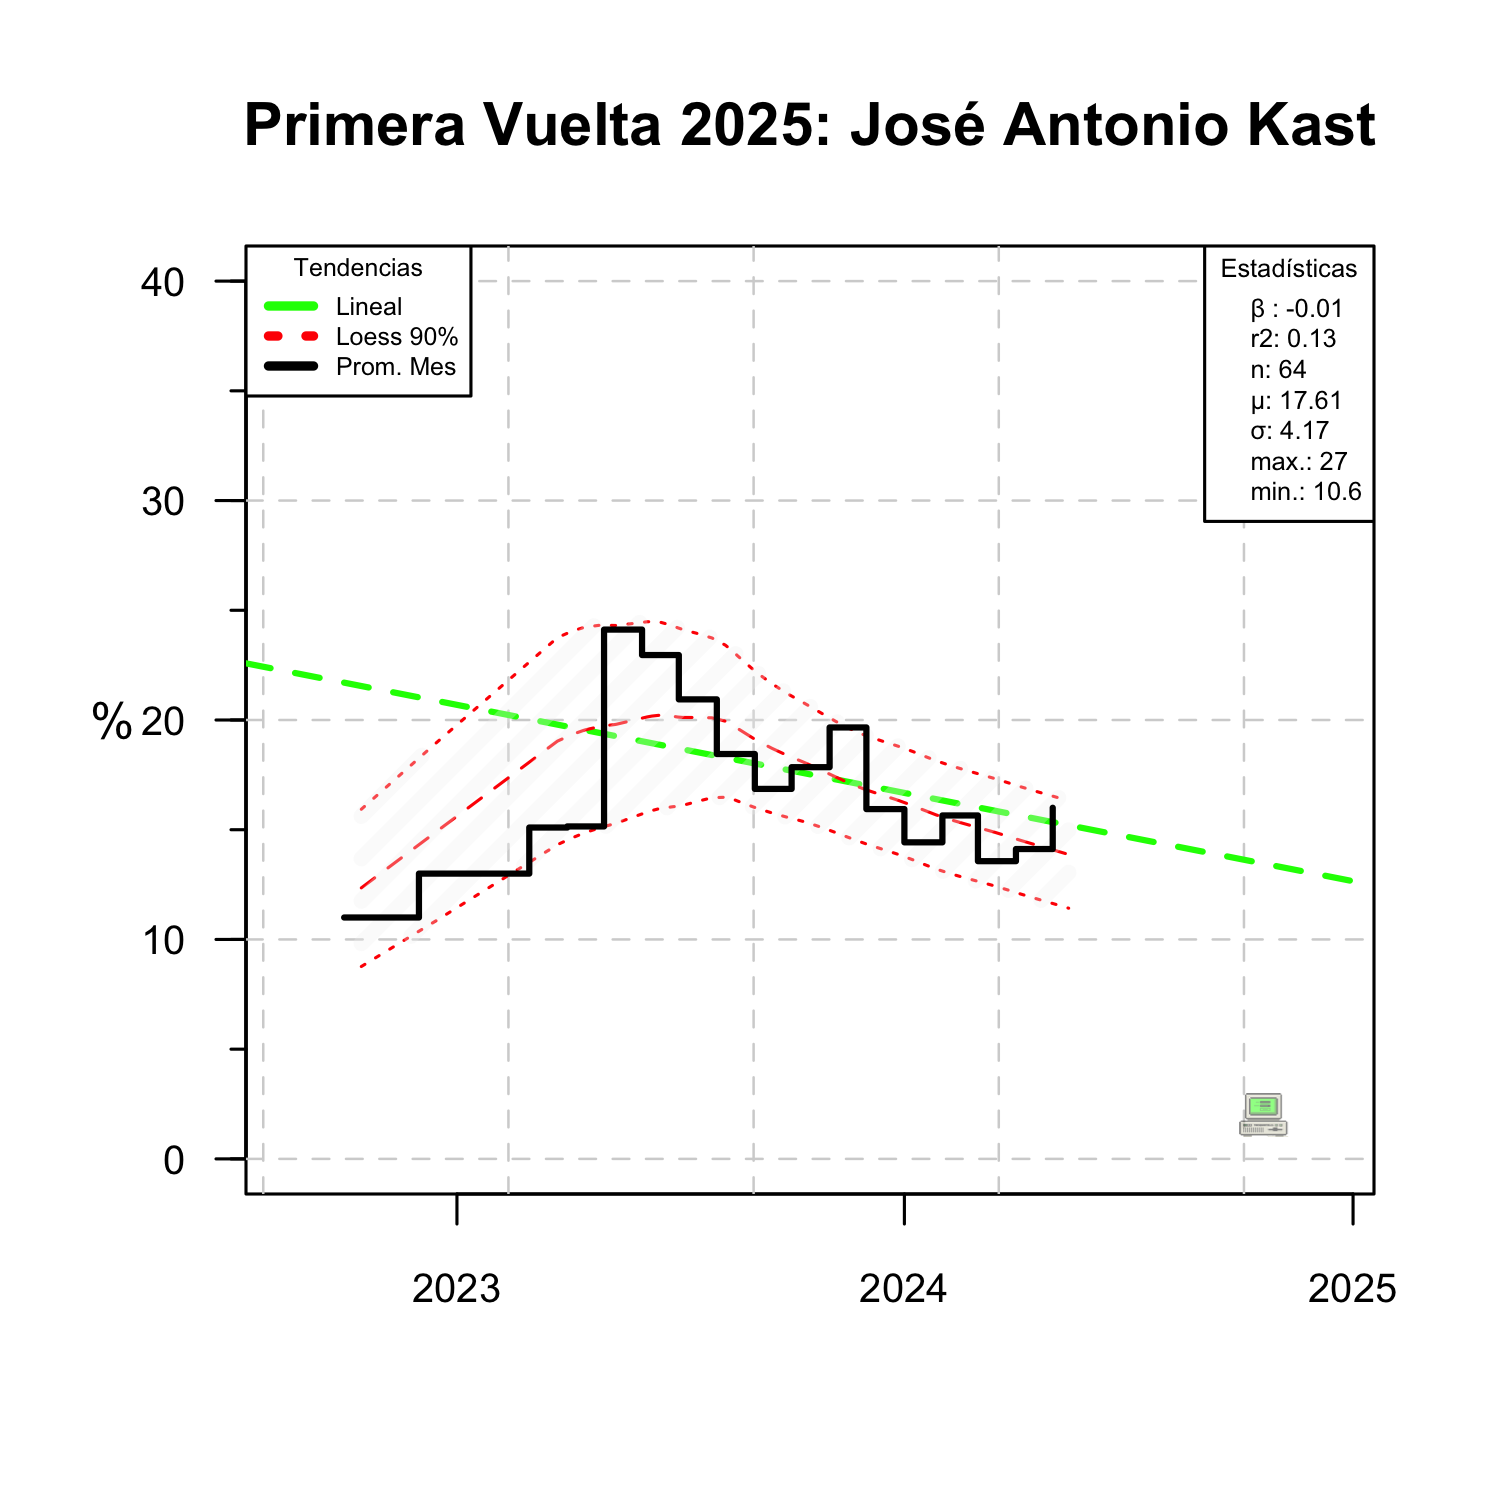 Primera Vuelta 2025: José Antonio Kast
Tendencias
Lineal
Loess 90%
Prom. Mes
Estadísticas
β : -0.01
r2: 0.13
n: 64
μ: 17.61
σ: 4.17
max.: 27
min.: 10.6
40
30
% 20
10
0
2023 2024 2025